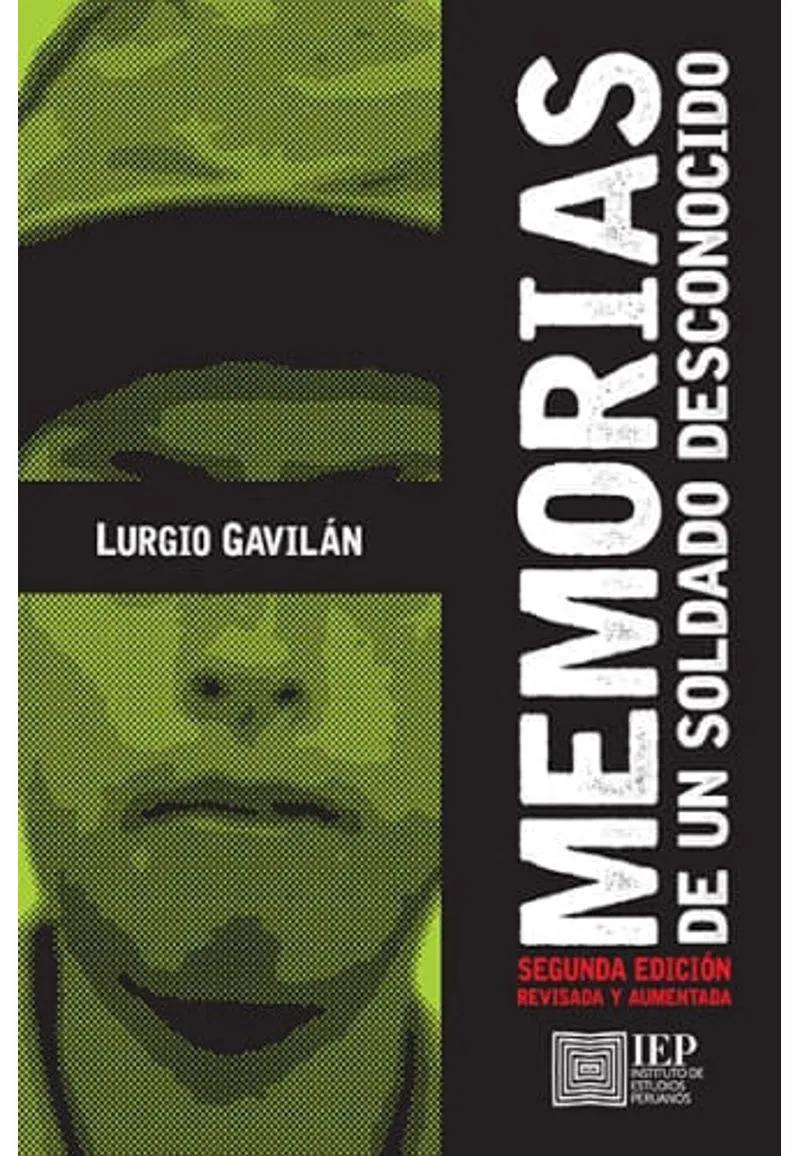 LURGIO GAVILÁN
MEMORIAS
DE UN SOLDADO DESCONOCIDO
SEGUNDA EDICIÓN
REVISADA Y AUMENTADA
IEP
INSTITUTO DE
ESTUDIOS
PERUANOS